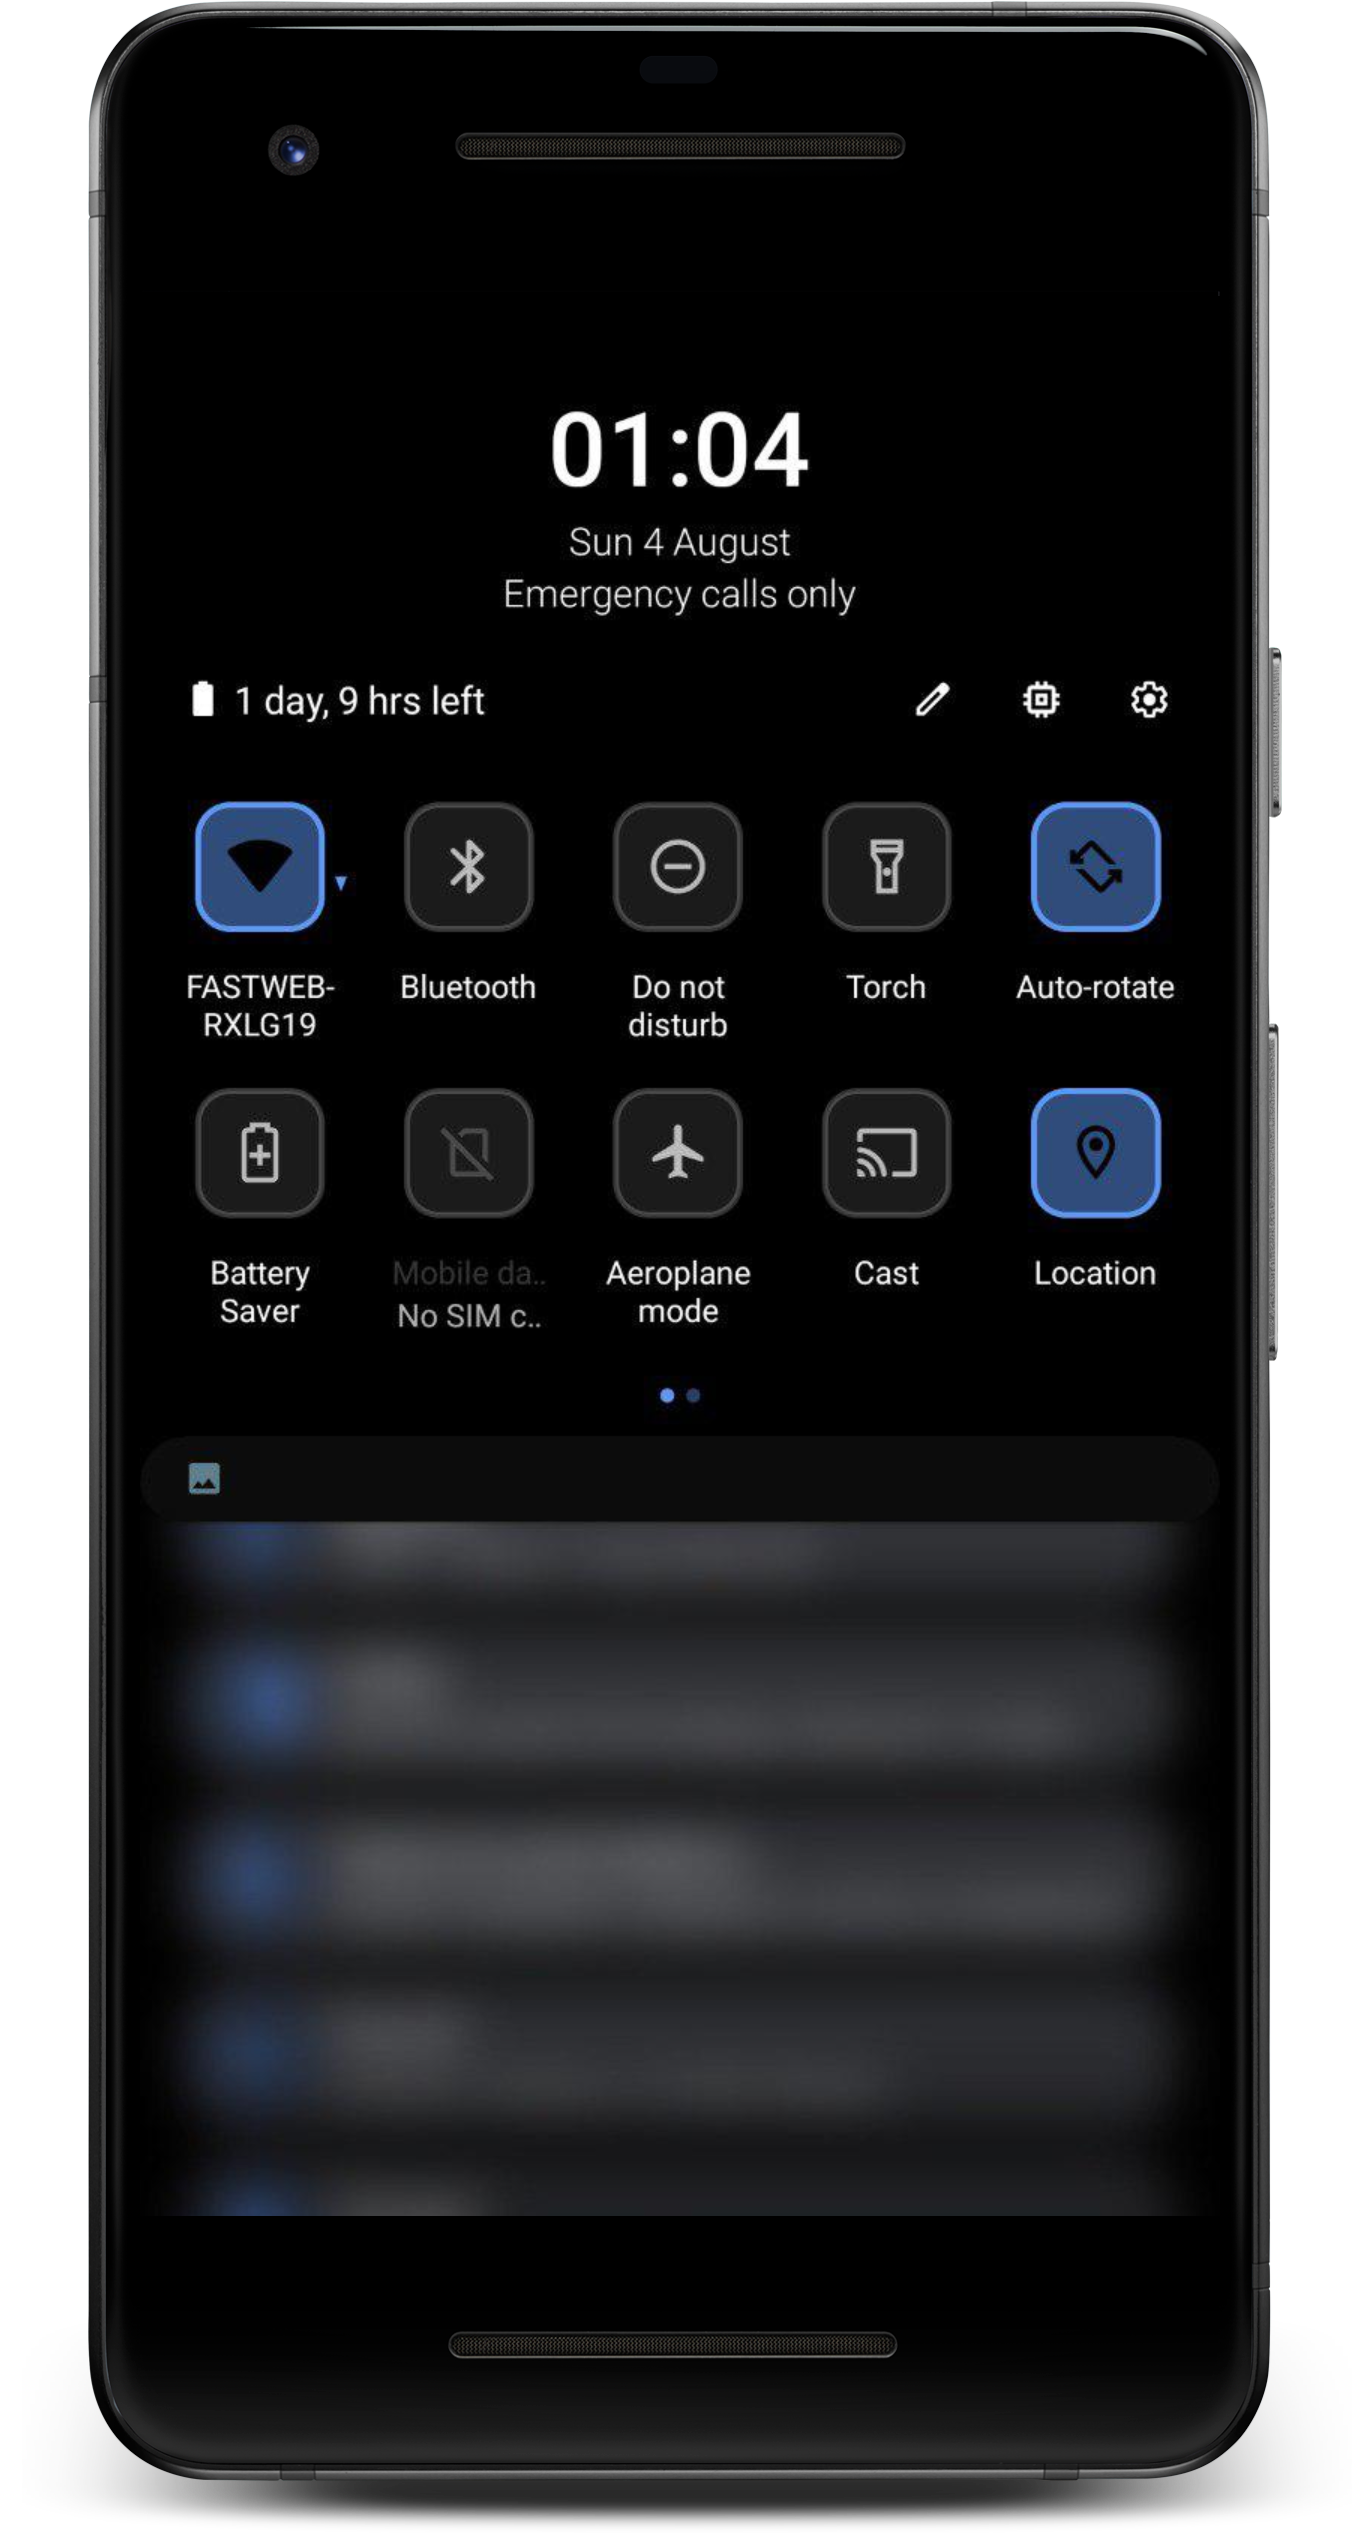 01:04
Sun 4 August
Emergency calls only
1 day, 9 hrs left
FASTWEB-
RXLG19
Bluetooth
Do not
disturb
Torch
Auto-rotate
Battery
Saver
Mobile da..
No SIM c..
Aeroplane
mode
Cast
Location